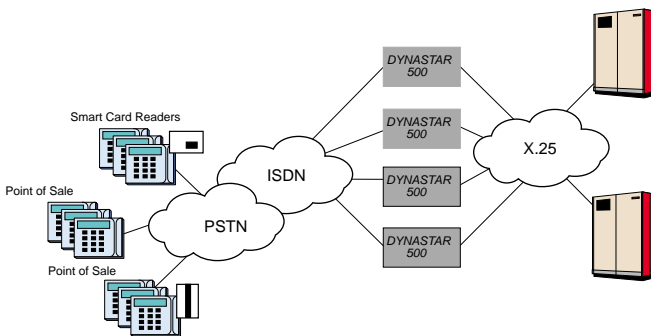 DYNASTAR
500
Smart Card Readers
DYNASTAR
500
ISDN
X.25
DYNASTAR
500
Point of Sale
PSTN
DYNASTAR
500
Point of Sale